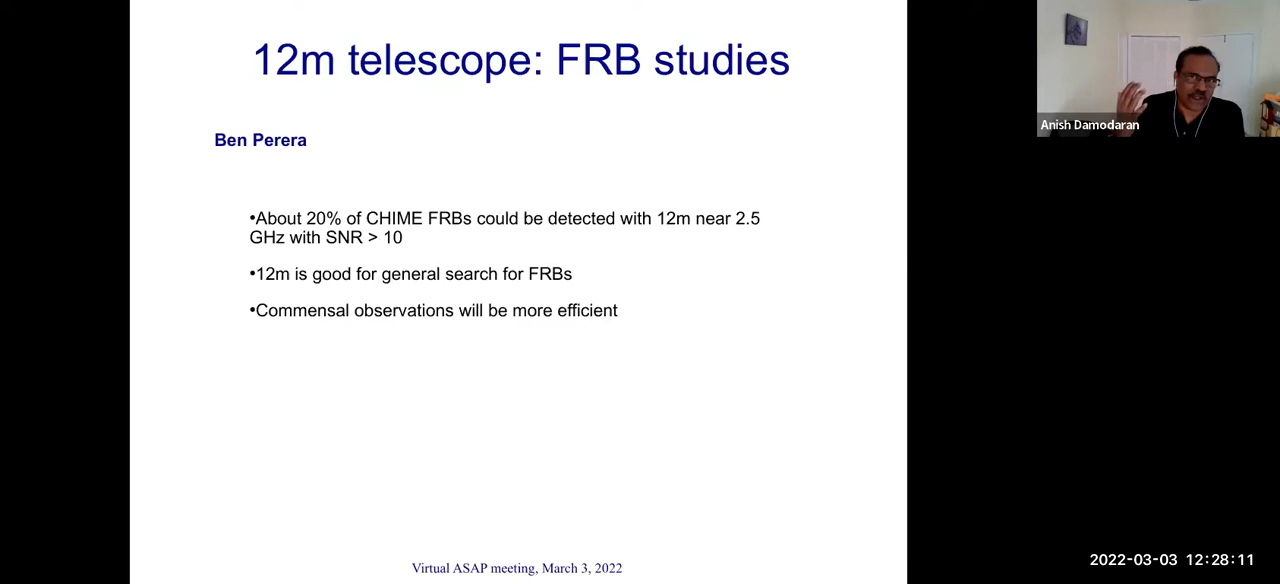 12m telescope: FRB studies
Ben Perera
•About 20% of CHIME FRBs could be detected with 12m near 2.5
GHz with SNR > 10
•12m is good for general search for FRBs
•Commensal observations will be more efficient
Virtual ASAP meeting, March 3, 2022
Anish Damodaran
2022-03-03 12:28:11